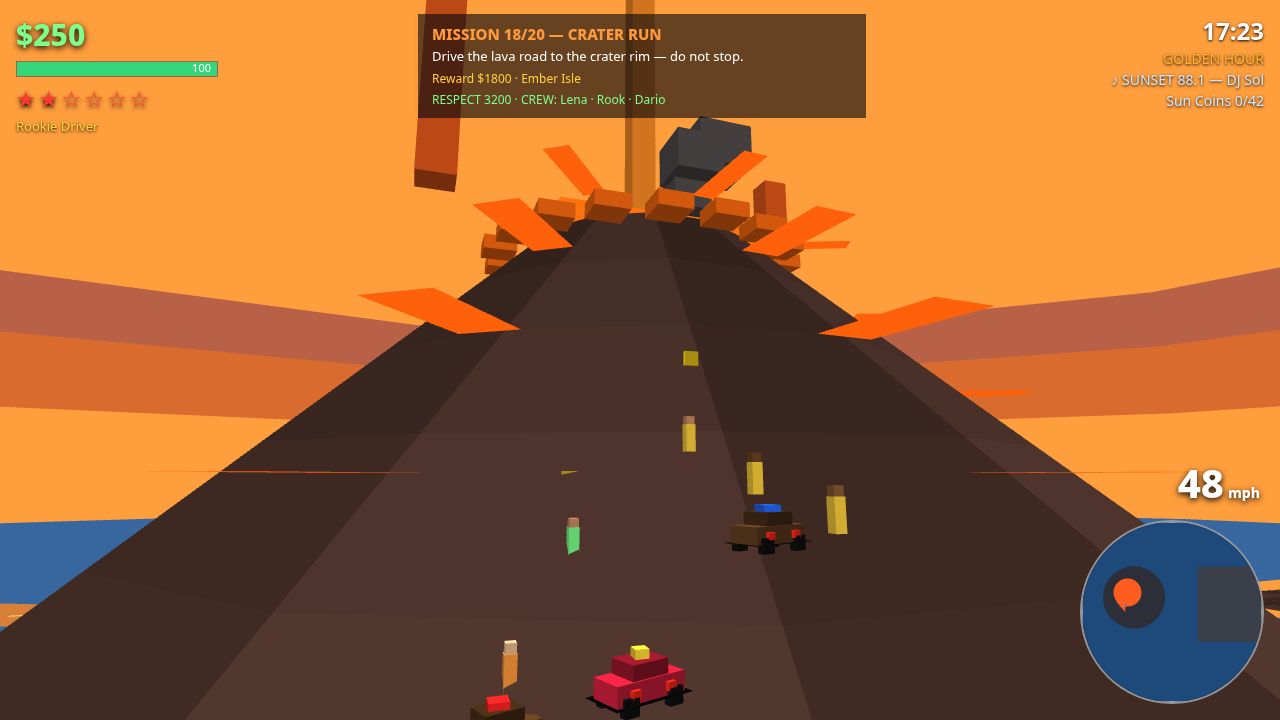 $250
100
★★☆☆☆☆
Rookie Driver
MISSION 18/20 — CRATER RUN
Drive the lava road to the crater rim — do not stop.
Reward $1800 · Ember Isle
RESPECT 3200 · CREW: Lena · Rook · Dario
17:23
GOLDEN HOUR
♪ SUNSET 88.1 — DJ Sol
Sun Coins 0/42
48 mph